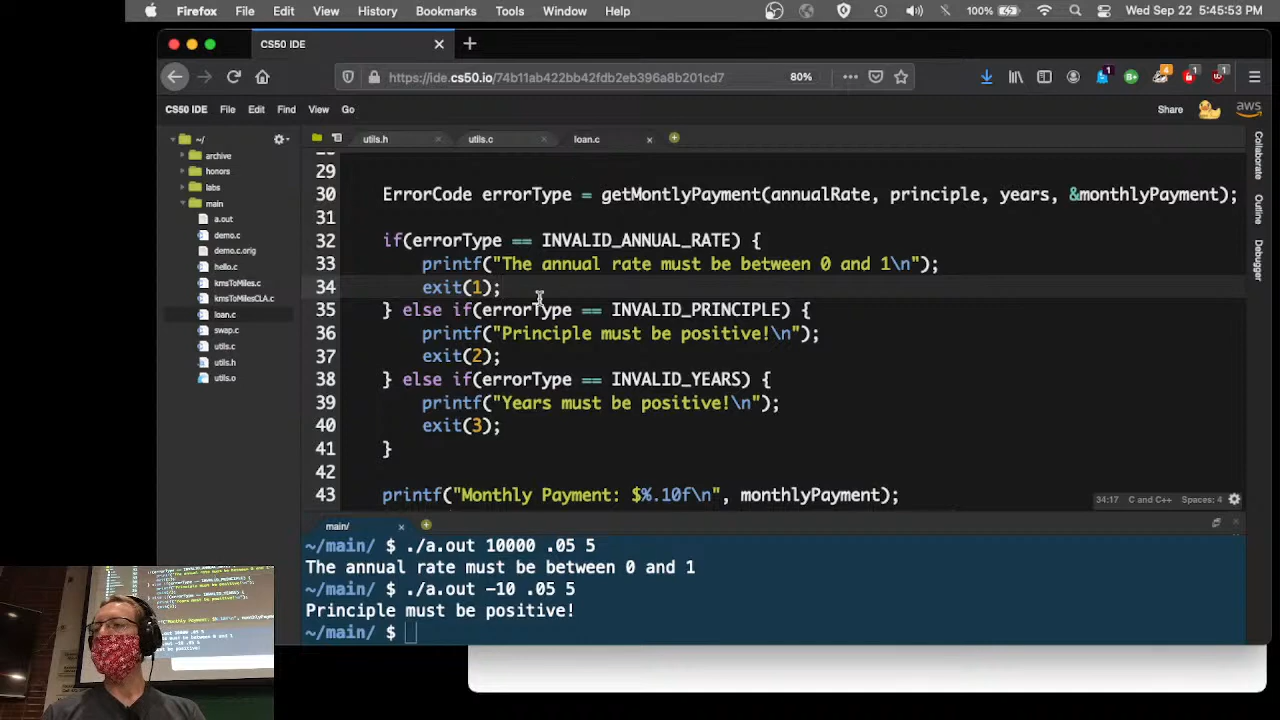 Firefox File Edit View History Bookmarks Tools Window Help 100% Wed Sep 22 5:45:53 PM
CS50 IDE
https://ide.cs50.io/74b11ab422bb42fdb2eb396a8b201cd7 80%
CS50 IDE File Edit Find View Go Share aws
~/
archive
honors
labs
main
a.out
demo.c
demo.c.orig
hello.c
kmsToMiles.c
kmsToMilesCLA.c
loan.c
swap.c
utils.c
utils.h
utils.o
utils.h utils.c loan.c
29
30 ErrorCode errorType = getMontlyPayment(annualRate, principle, years, &monthlyPayment);
31
32 if(errorType == INVALID_ANNUAL_RATE) {
33 printf("The annual rate must be between 0 and 1\n");
34 exit(1);
35 } else if(errorType == INVALID_PRINCIPLE) {
36 printf("Principle must be positive!\n");
37 exit(2);
38 } else if(errorType == INVALID_YEARS) {
39 printf("Years must be positive!\n");
40 exit(3);
41 }
42
43 printf("Monthly Payment: $%.10f\n", monthlyPayment);
34:17 C and C++ Spaces: 4
Collaborate
Outline
Debugger
main/
~/main/ $ ./a.out 10000 .05 5
The annual rate must be between 0 and 1
~/main/ $ ./a.out -10 .05 5
Principle must be positive!
~/main/ $